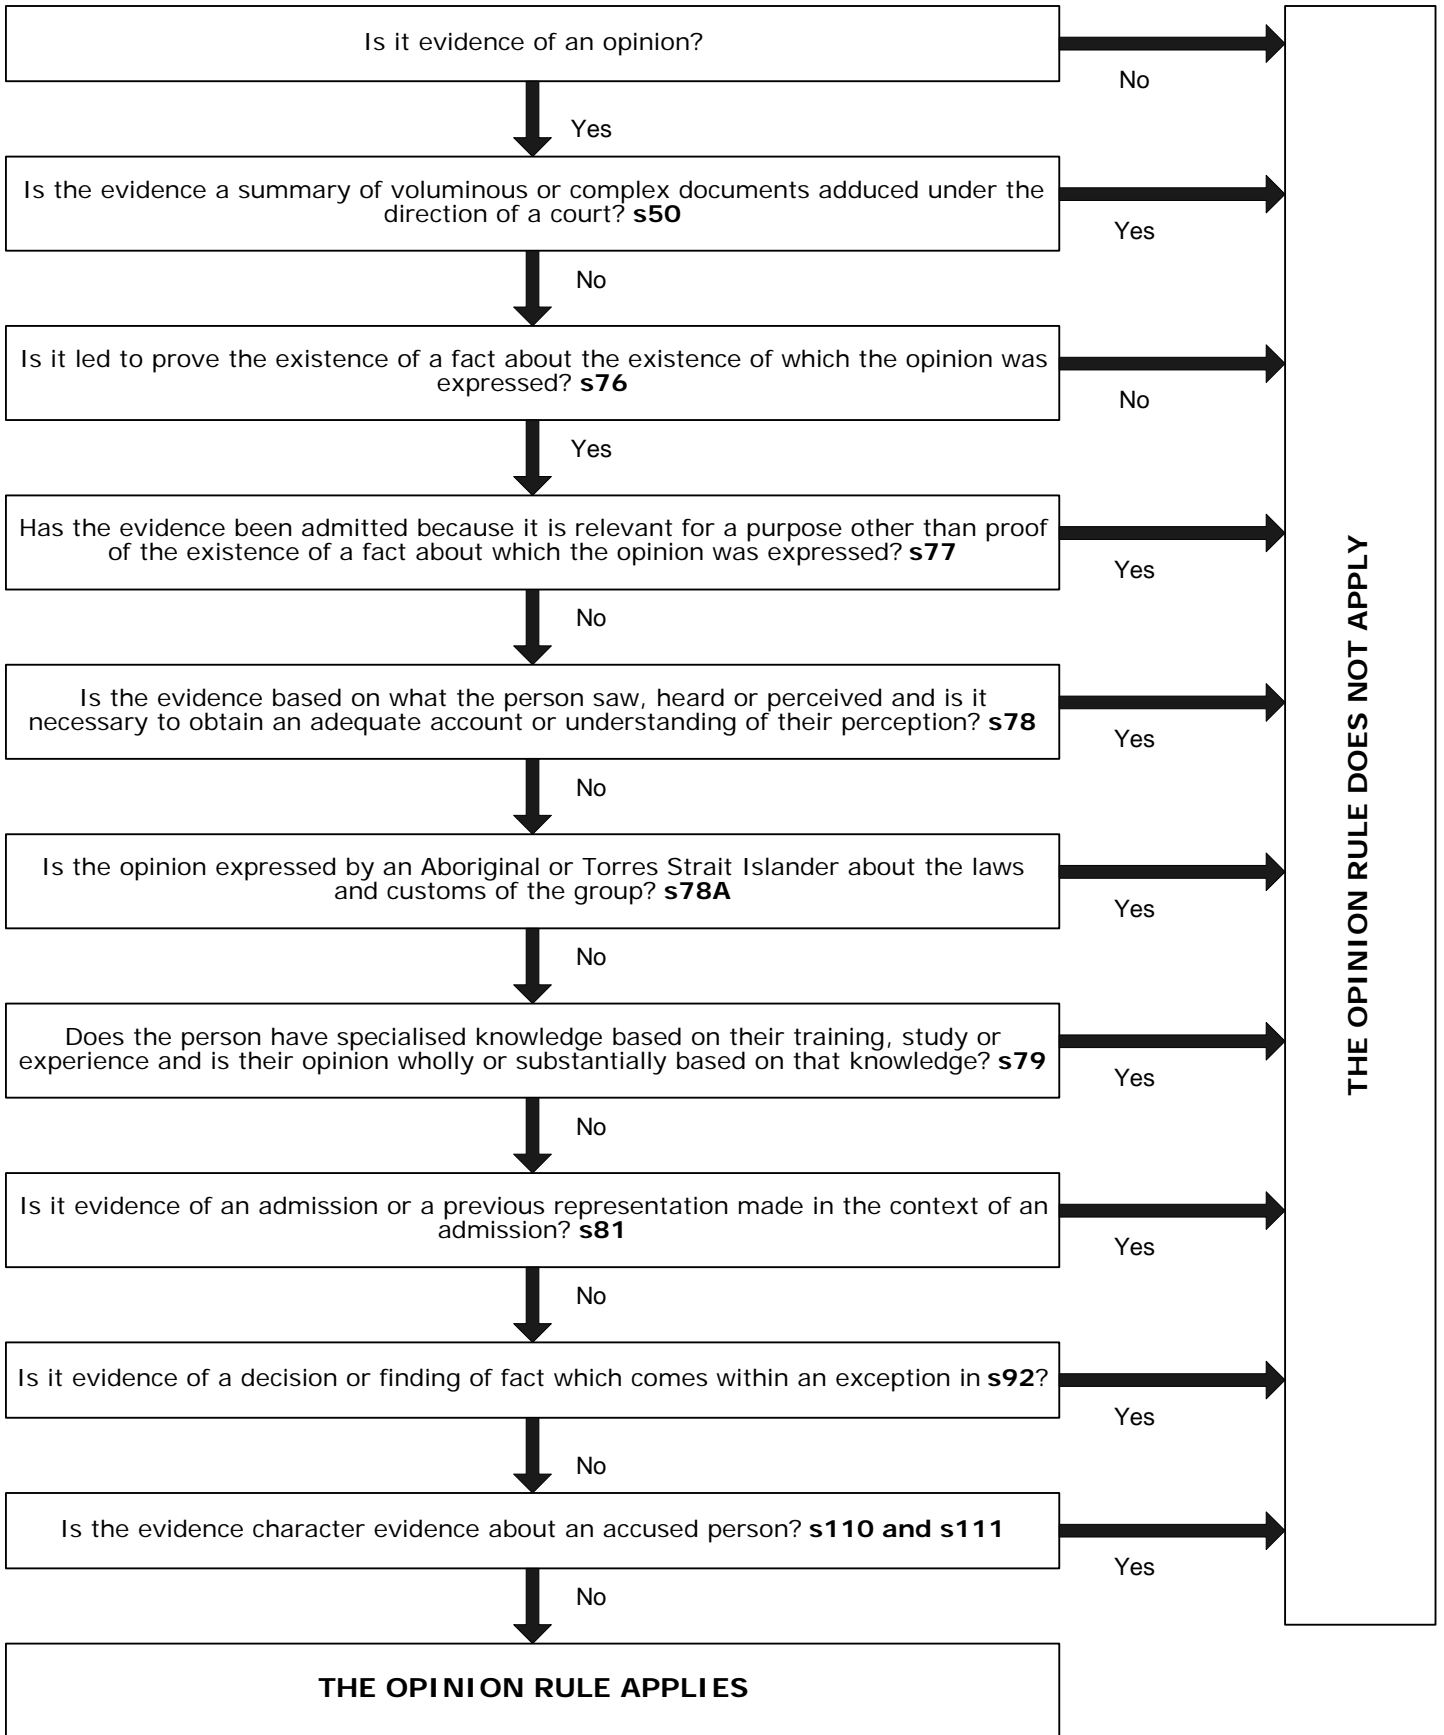 Is it evidence of an opinion?
No
Yes
Is the evidence a summary of voluminous or complex documents adduced under the
direction of a court? s50
Yes
No
Is it led to prove the existence of a fact about the existence of which the opinion was
expressed? s76
No
Yes
Has the evidence been admitted because it is relevant for a purpose other than proof
of the existence of a fact about which the opinion was expressed? s77
Yes
No
Is the evidence based on what the person saw, heard or perceived and is it
necessary to obtain an adequate account or understanding of their perception? s78
Yes
No
Is the opinion expressed by an Aboriginal or Torres Strait Islander about the laws
and customs of the group? s78A
Yes
No
Does the person have specialised knowledge based on their training, study or
experience and is their opinion wholly or substantially based on that knowledge? s79
Yes
No
Is it evidence of an admission or a previous representation made in the context of an
admission? s81
Yes
No
Is it evidence of a decision or finding of fact which comes within an exception in s92?
Yes
No
Is the evidence character evidence about an accused person? s110 and s111
Yes
No
THE OPINION RULE APPLIES
THE OPINION RULE DOES NOT APPLY